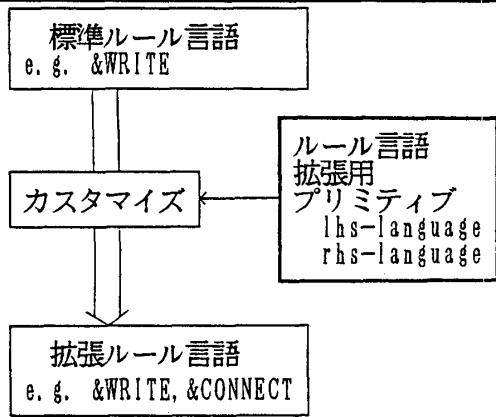 標準ルール言語
e.g. &WRITE
ルール言語
拡張用
プリミティブ
lhs-language
rhs-language
カスタマイズ
拡張ルール言語
e.g. &WRITE, &CONNECT